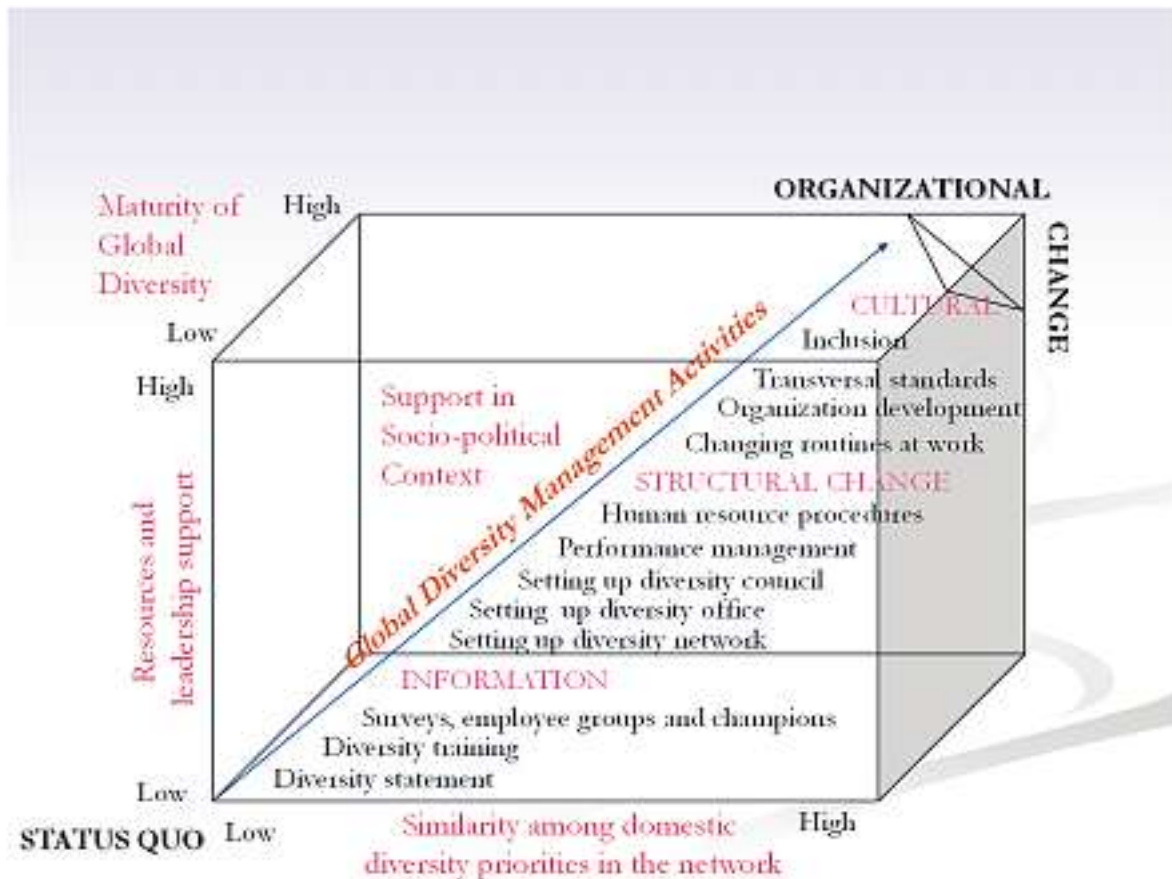 ORGANIZATIONAL
CHANGE
Maturity of
Global
Diversity
High
Low
High
CULTURAL
Inclusion
Transversal standards
Organization development
Changing routines at work
Support in
Socio-political
Context
Global Diversity Management Activities
STRUCTURAL CHANGE
Human resource procedures
Performance management
Setting up diversity council
Setting up diversity office
Setting up diversity network
Resources and
leadership support
INFORMATION
Surveys, employee groups and champions
Diversity training
Diversity statement
Low
STATUS QUO
Low
Similarity among domestic
diversity priorities in the network
High